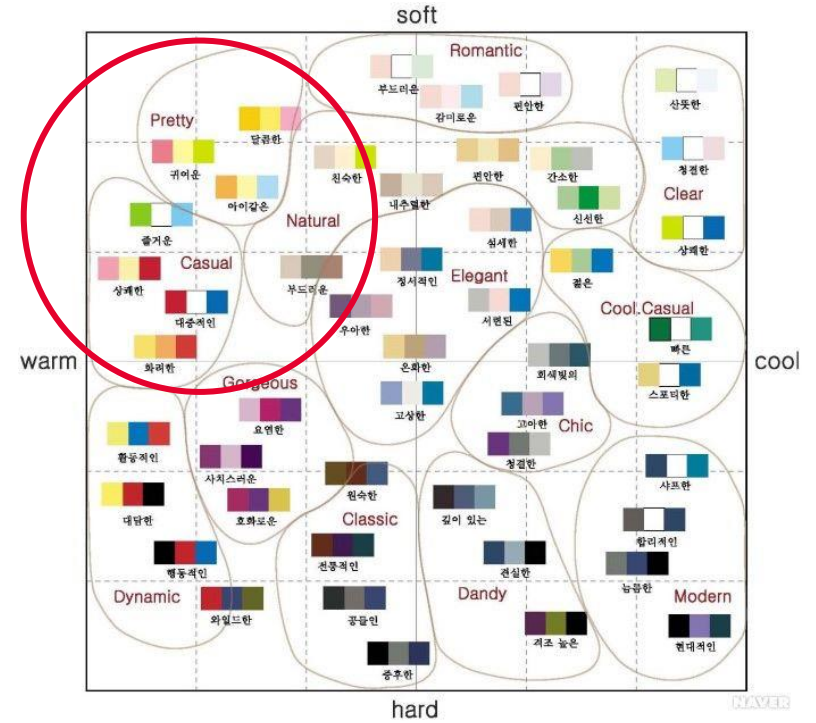 soft
Romantic
부드러운
감미로운
편안한
산뜻한
Pretty
달콤한
귀여운
아이같은
친숙한
내추럴한
편안한
간소한
신선한
청결한
Clear
상쾌한
즐거운
Natural
섬세한
Casual
상쾌한
대중적인
부드러운
정서적인
Elegant
젊은
우아한
세련된
Cool.Casual
빠른
warm
화려한
온화한
회색빛의
스포티한
cool
Gorgeous
요염한
고상한
고아한
Chic
활동적인
사치스러운
청결한
원숙한
샤프한
대담한
호화로운
Classic
깊이 있는
합리적인
행동적인
전통적인
견실한
늠름한
Dynamic
와일드한
공들인
Dandy
격조 높은
Modern
현대적인
중후한
hard
NAVER